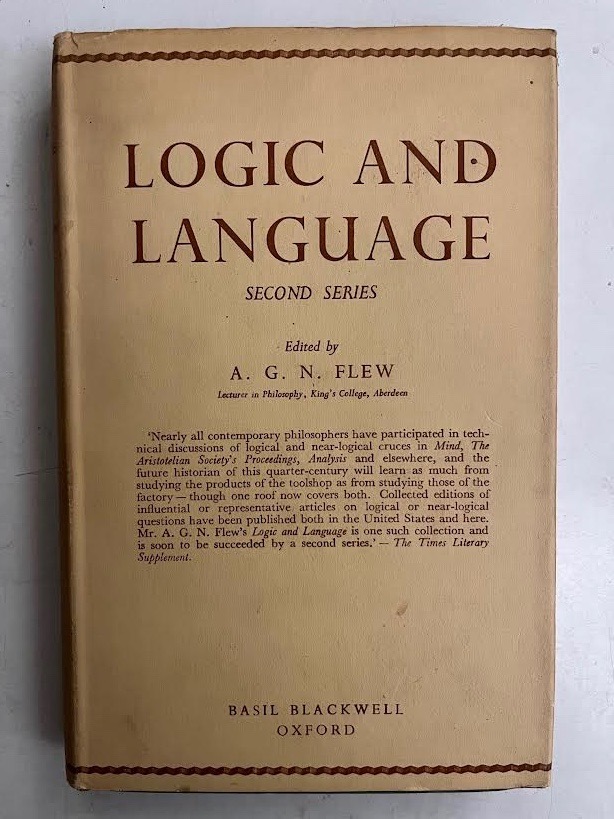 LOGIC AND
LANGUAGE
SECOND SERIES
Edited by
A. G. N. FLEW
Lecturer in Philosophy, King's College, Aberdeen
'Nearly all contemporary philosophers have participated in tech-
nical discussions of logical and near-logical cruces in Mind, The
Aristotelian Society's Proceedings, Analysis and elsewhere, and the
future historian of this quarter-century will learn as much from
studying the products of the toolshop as from studying those of the
factory — though one roof now covers both. Collected editions of
influential or representative articles on logical or near-logical
questions have been published both in the United States and here.
Mr. A. G. N. Flew's Logic and Language is one such collection and
is soon to be succeeded by a second series.' — The Times Literary
Supplement.
BASIL BLACKWELL
OXFORD